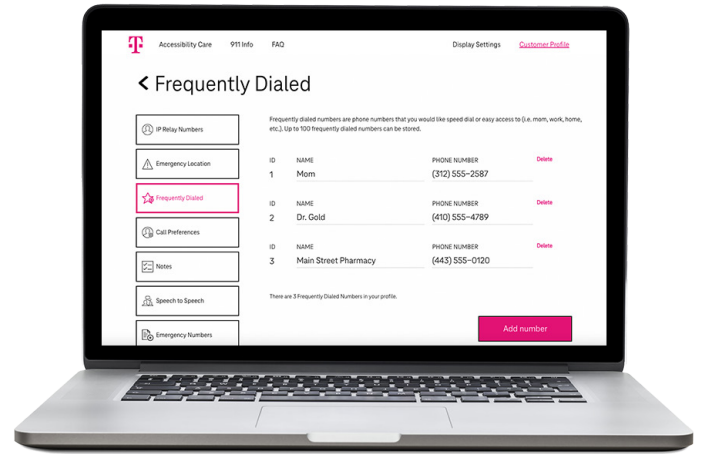 T
Accessibility Care 911 Info FAQ Display Settings Customer Profile
Frequently Dialed
IP Relay Numbers
Emergency Location
Frequently Dialed
Call Preferences
Notes
Speech to Speech
Emergency Numbers
Frequently dialed numbers are phone numbers that you would like speed dial or easy access to (i.e. mom, work, home,
etc.). Up to 100 frequently dialed numbers can be stored.
ID NAME PHONE NUMBER Delete
1 Mom (312) 555-2587
ID NAME PHONE NUMBER Delete
2 Dr. Gold (410) 555-4789
ID NAME PHONE NUMBER Delete
3 Main Street Pharmacy (443) 555-0120
There are 3 Frequently Dialed Numbers in your profile.
Add number